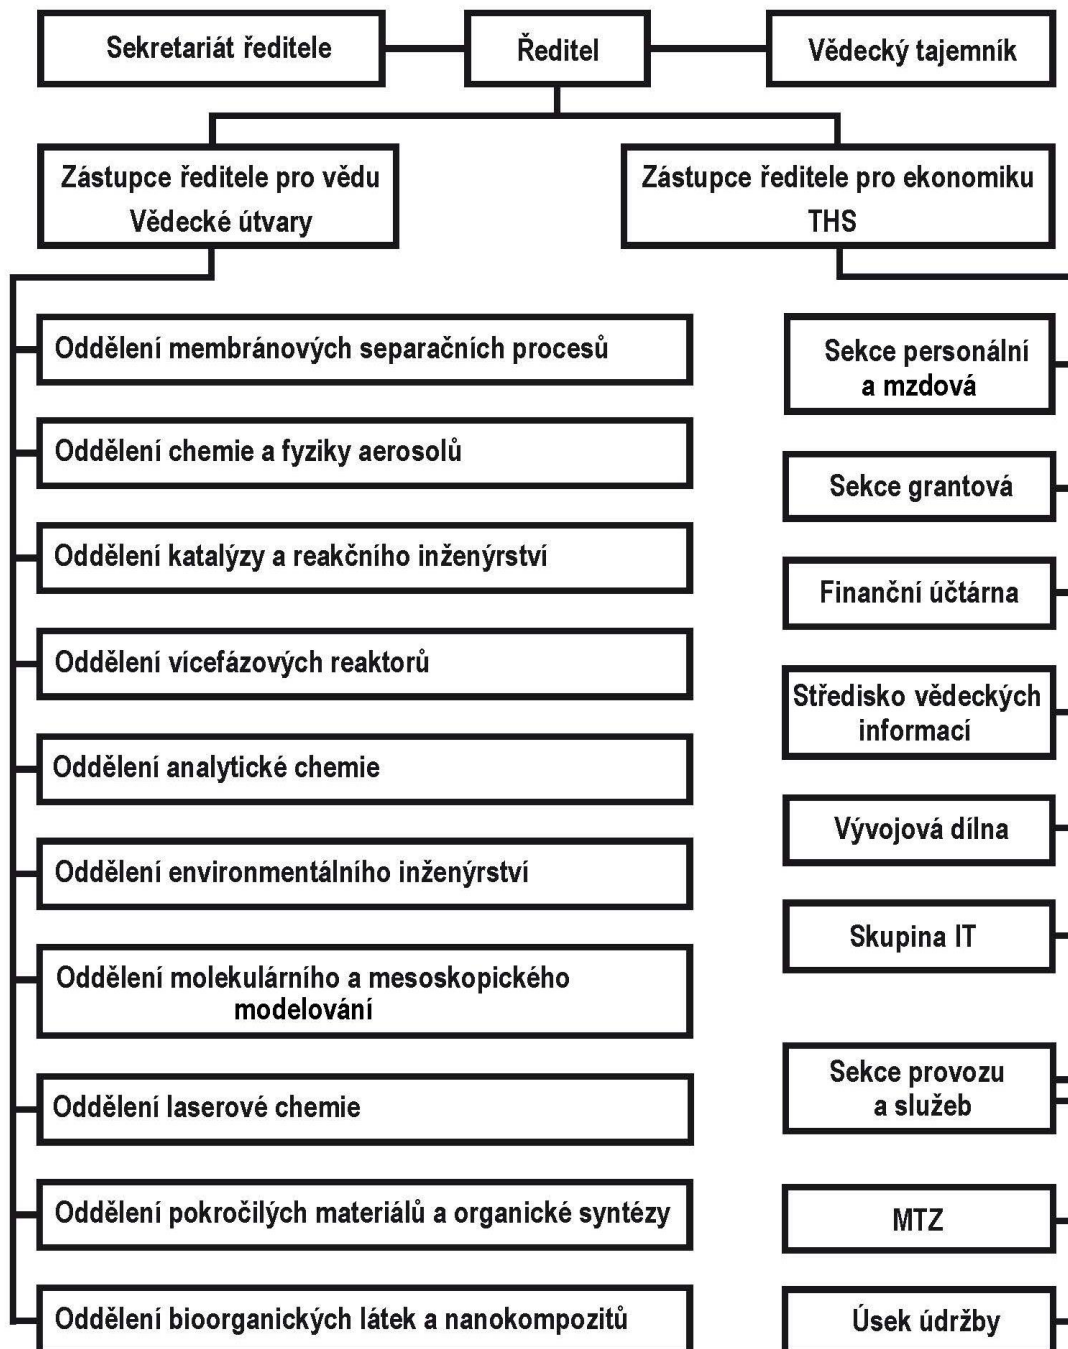 Sekretariát ředitele
Ředitel
Vědecký tajemník
Zástupce ředitele pro vědu
Vědecké útvary
Zástupce ředitele pro ekonomiku
THS
Oddělení membránových separačních procesů
Oddělení chemie a fyziky aerosolů
Oddělení katalýzy a reakčního inženýrství
Oddělení vícefázových reaktorů
Oddělení analytické chemie
Oddělení environmentálního inženýrství
Oddělení molekulárního a mesoskopického
modelování
Oddělení laserové chemie
Oddělení pokročilých materiálů a organické syntézy
Oddělení bioorganických látek a nanokompozitů
Sekce personální
a mzdová
Sekce grantová
Finanční účtárna
Středisko vědeckých
informací
Vývojová dílna
Skupina IT
Sekce provozu
a služeb
MTZ
Úsek údržby